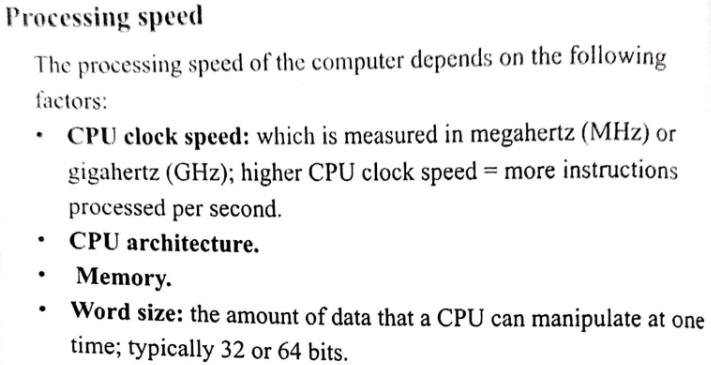 Processing speed
The processing speed of the computer depends on the following
factors:
• CPU clock speed: which is measured in megahertz (MHz) or
gigahertz (GHz); higher CPU clock speed = more instructions
processed per second.
• CPU architecture.
• Memory.
• Word size: the amount of data that a CPU can manipulate at one
time; typically 32 or 64 bits.